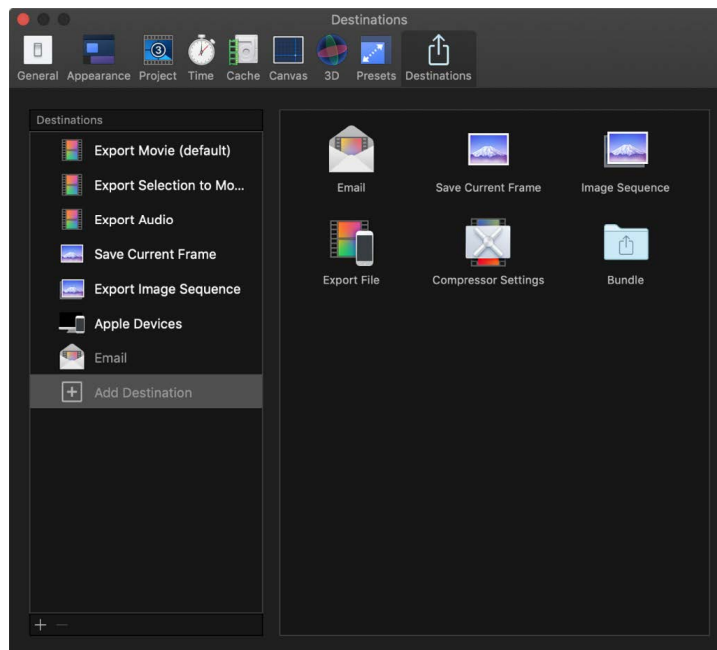 Destinations
General Appearance Project Time Cache Canvas 3D Presets Destinations
Destinations
Export Movie (default)
Export Selection to Mo...
Export Audio
Save Current Frame
Export Image Sequence
Apple Devices
Email
Add Destination
Email Save Current Frame Image Sequence
Export File Compressor Settings Bundle